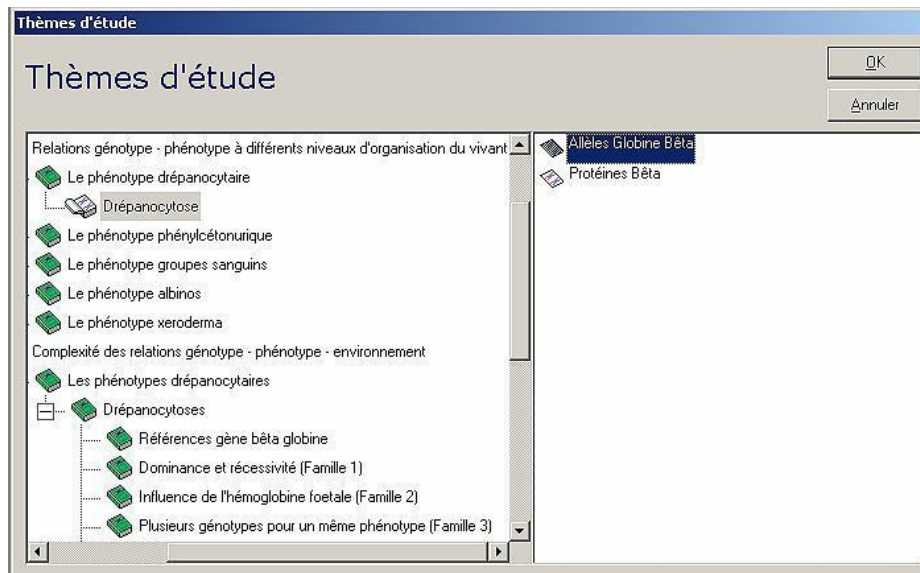 Thèmes d'étude
Thèmes d'étude
OK
Annuler
Relations génotype - phénotype à différents niveaux d'organisation du vivant
Le phénotype drépanocytaire
Drépanocytose
Le phénotype phénylcétonurique
Le phénotype groupes sanguins
Le phénotype albinos
Le phénotype xeroderma
Complexité des relations génotype - phénotype - environnement
Les phénotypes drépanocytaires
Drépanocytoses
Références gène bêta globine
Dominance et récessivité (Famille 1)
Influence de l'hémoglobine foetale (Famille 2)
Plusieurs génotypes pour un même phénotype (Famille 3)
Allèles Globine Bêta
Protéines Bêta